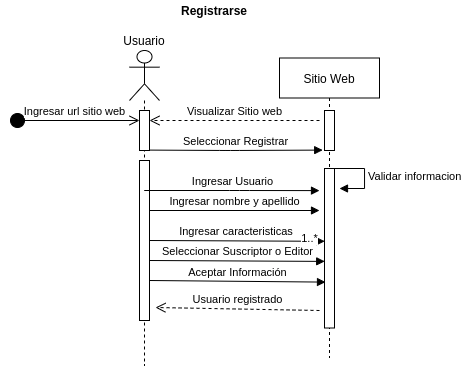 Registrarse
Usuario
Sitio Web
Ingresar url sitio web
Visualizar Sitio web
Seleccionar Registrar
Validar informacion
Ingresar Usuario
Ingresar nombre y apellido
Ingresar caracteristicas
1..*
Seleccionar Suscriptor o Editor
Aceptar Información
Usuario registrado